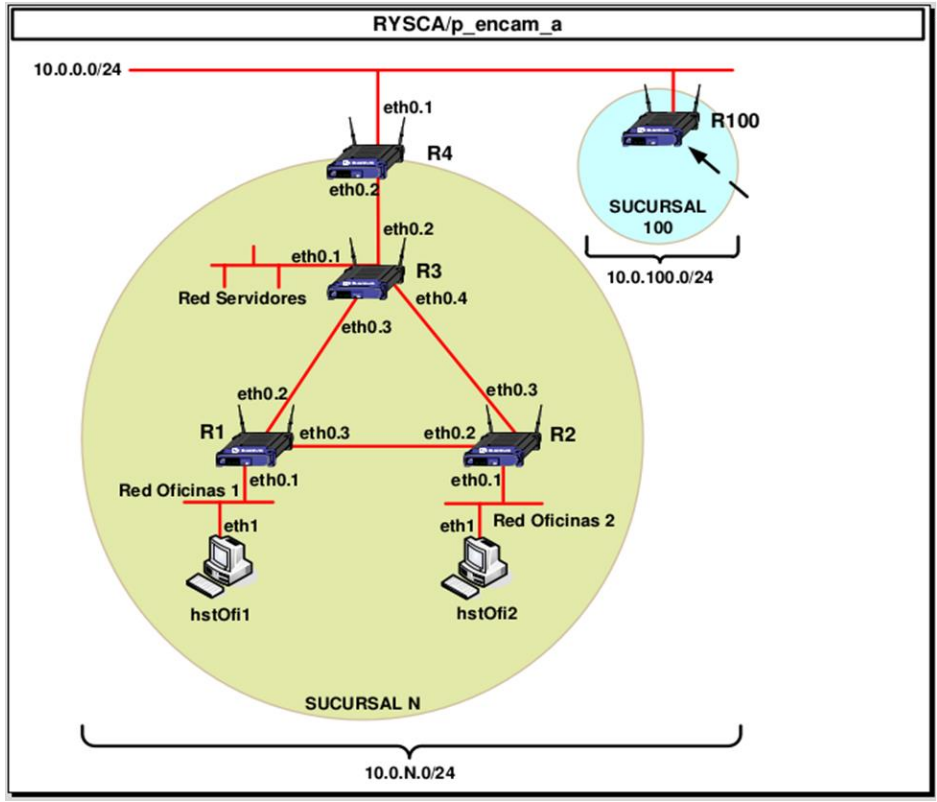 RYSCA/p_encam_a
10.0.0.0/24
eth0.1
R4
eth0.2
R100
SUCURSAL
100
10.0.100.0/24
eth0.2
eth0.1
R3
Red Servidores
eth0.4
eth0.3
eth0.2
eth0.3
R1
eth0.3
eth0.2
R2
eth0.1
eth0.1
Red Oficinas 1
Red Oficinas 2
eth1
eth1
hstOfi1
hstOfi2
SUCURSAL N
10.0.N.0/24